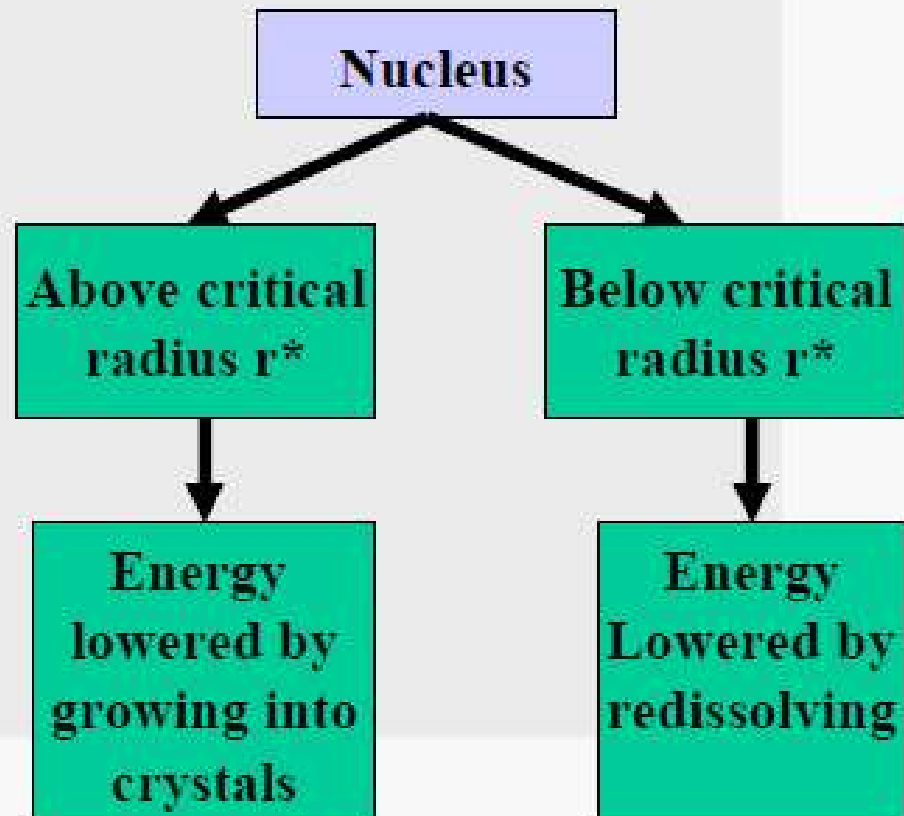 Nucleus
Above critical
radius r*
Below critical
radius r*
Energy
lowered by
growing into
crystals
Energy
Lowered by
redissolving